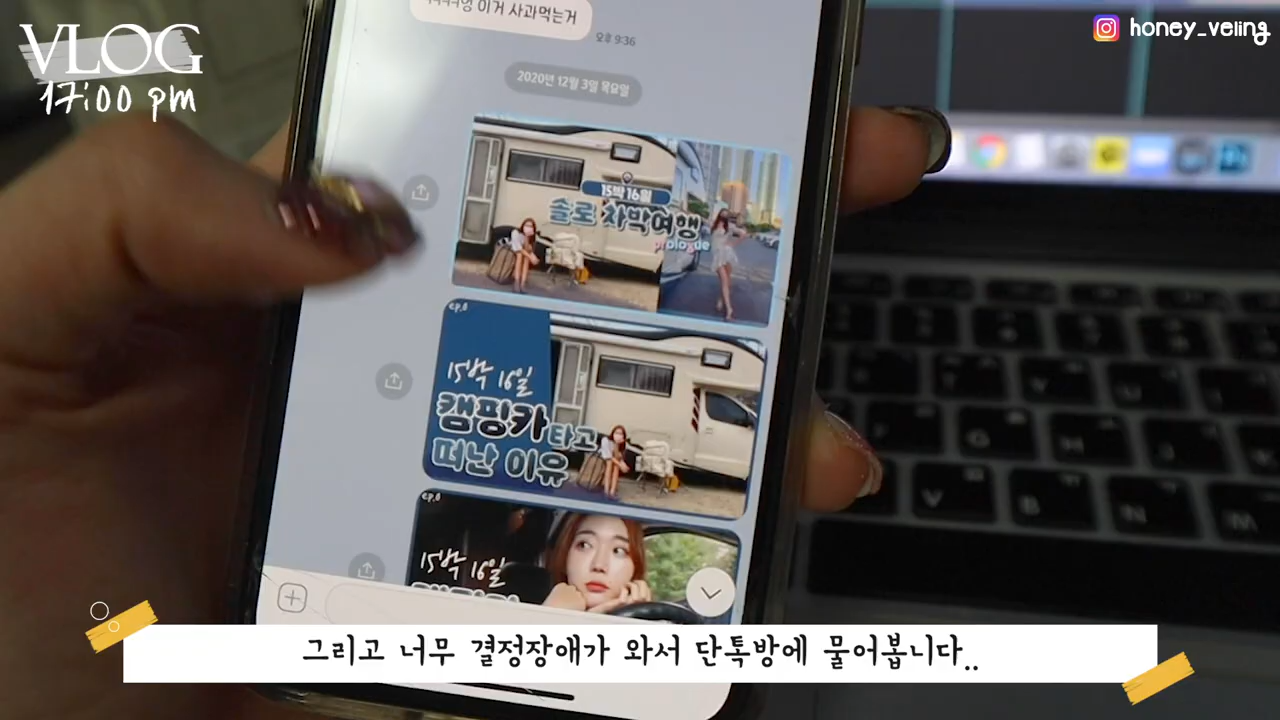 VLOG
17:00 pm
honey_veling
이거 사과먹는거
오후 9:36
2020년 12월 3일 목요일
15박 16일
솔로 차박여행
prologue
ep.0
15박 16일
캠핑카타고
떠난 이유
ep.0
15박 16일
그리고 너무 결정장애가 와서 단톡방에 물어봅니다..
V
B
N
M
G
H